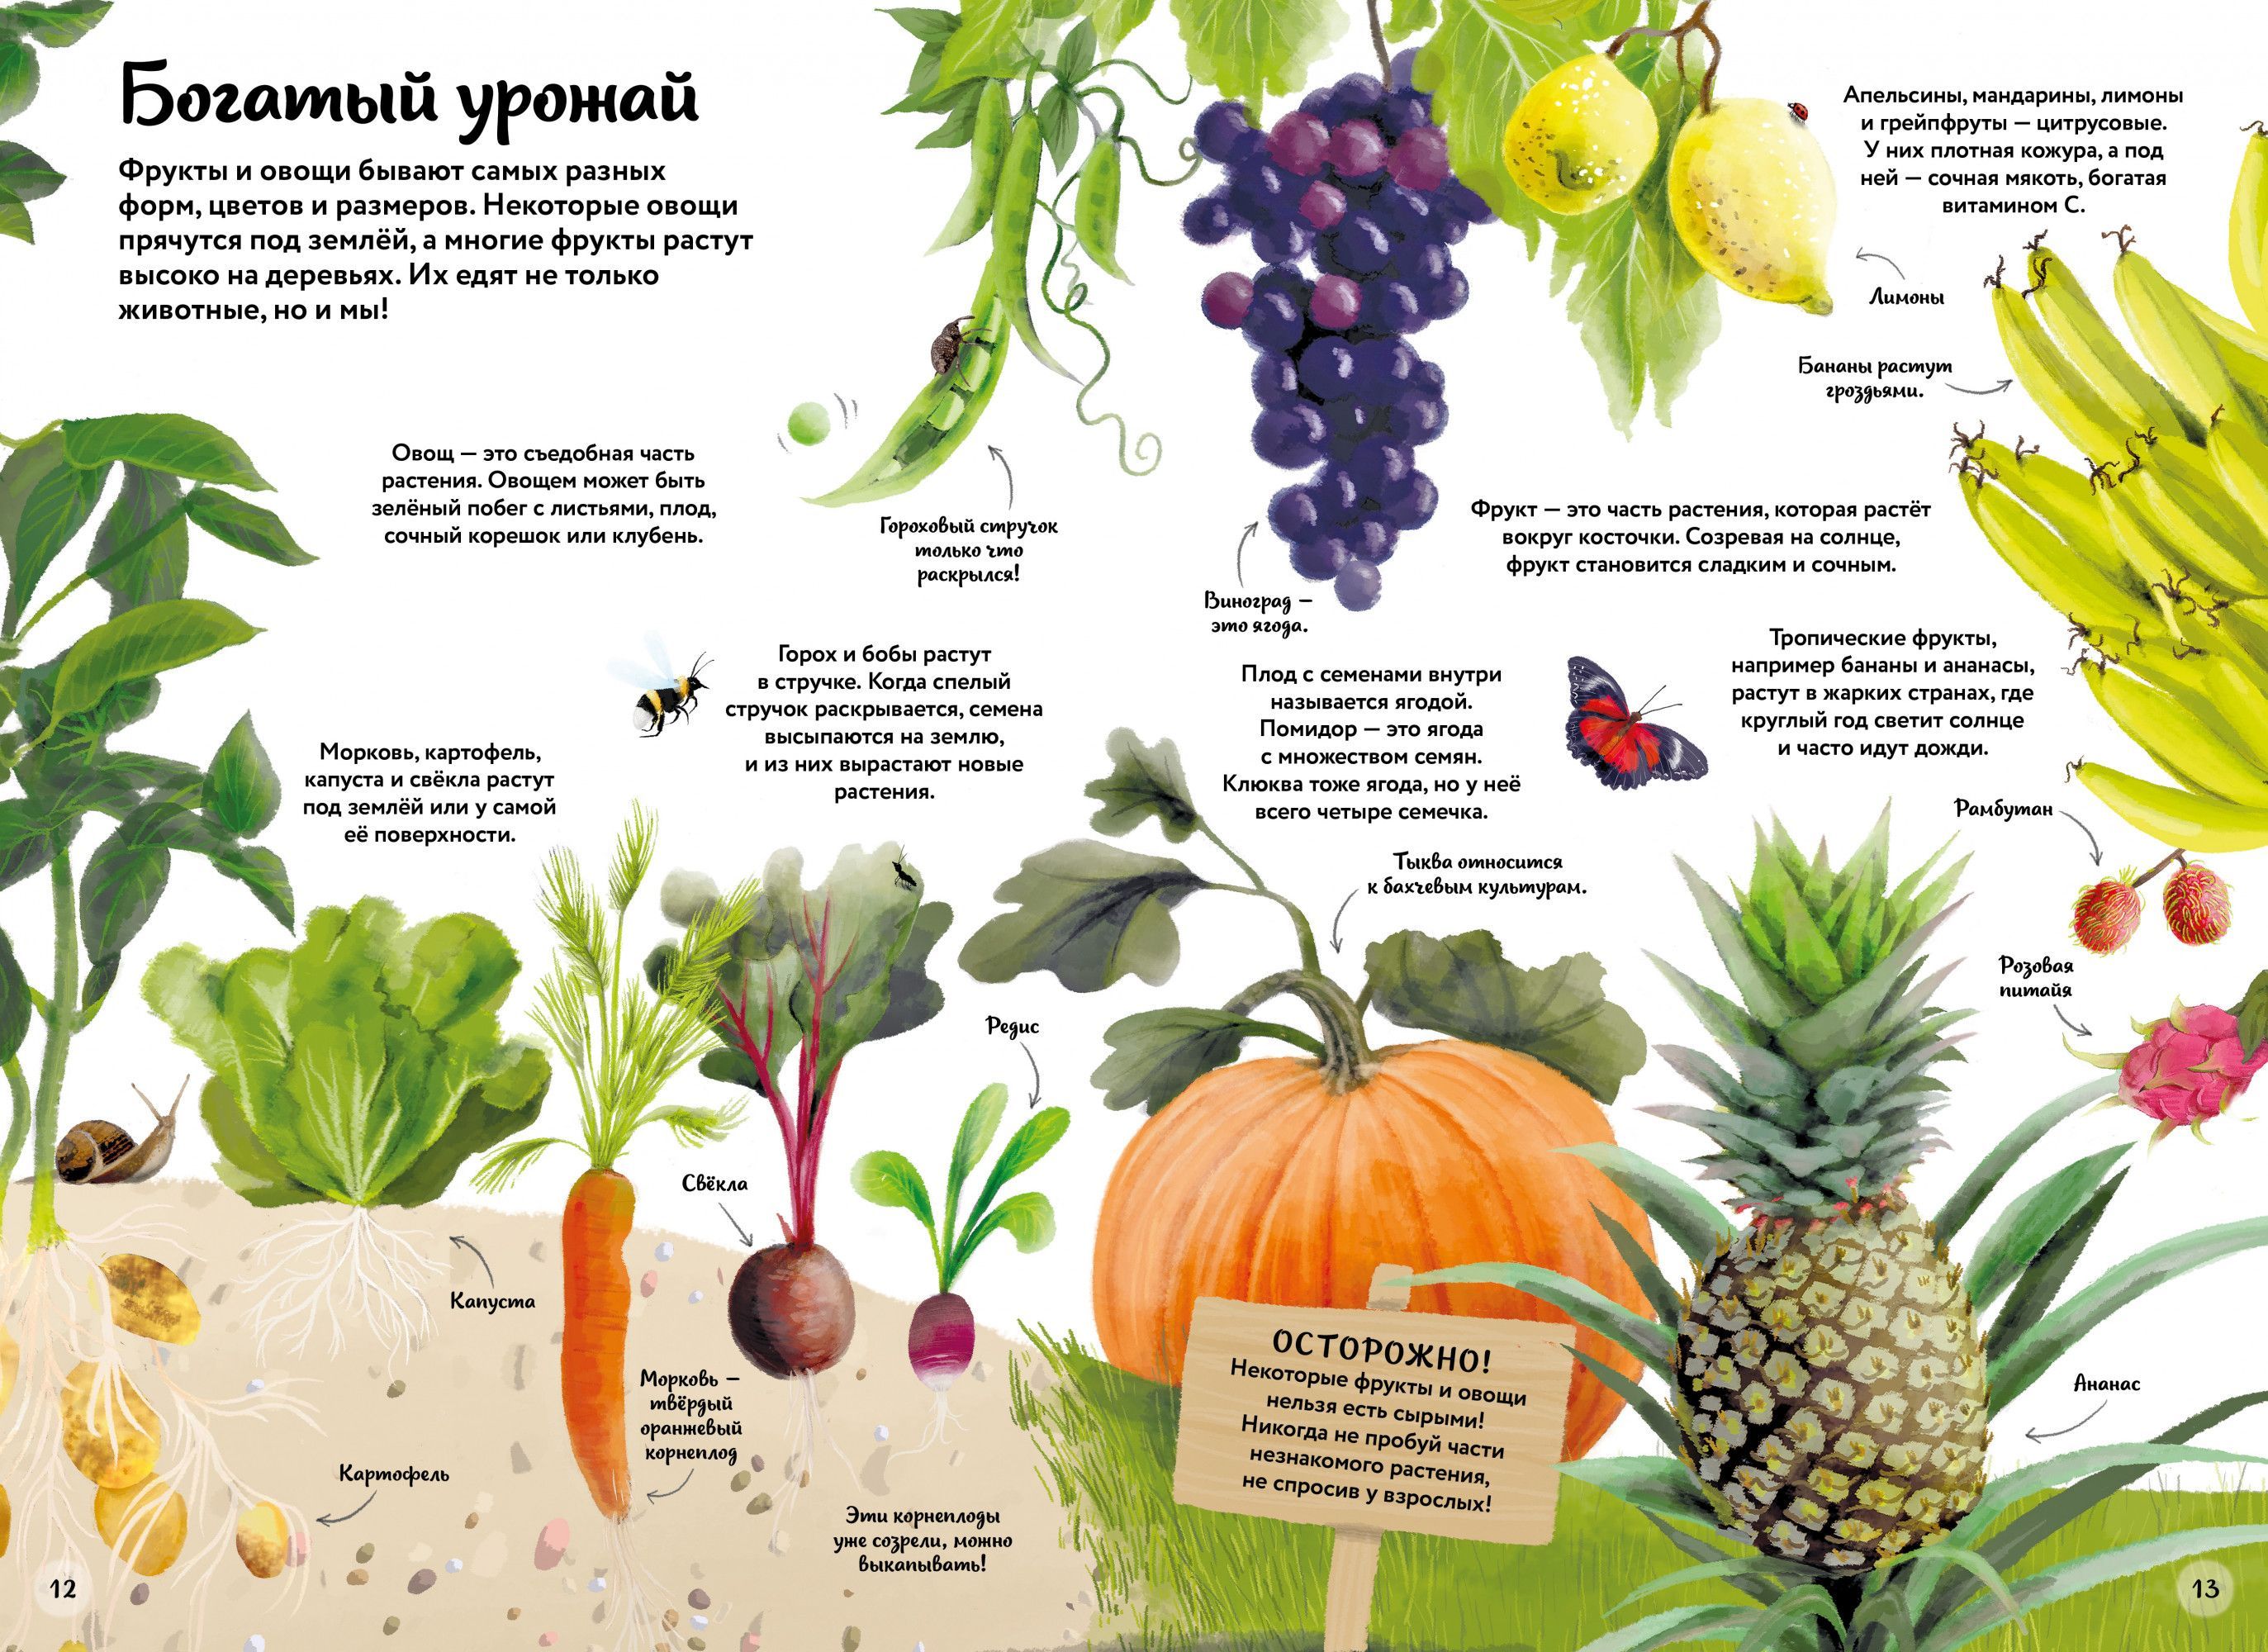 Богатый урожай
Фрукты и овощи бывают самых разных
форм, цветов и размеров. Некоторые овощи
прячутся под землёй, а многие фрукты растут
высоко на деревьях. Их едят не только
животные, но и мы!
Овощ — это съедобная часть
растения. Овощем может быть
зелёный побег с листьями, плод,
сочный корешок или клубень.
Гороховый стручок
только что
раскрылся!
Горох и бобы растут
в стручке. Когда спелый
стручок раскрывается, семена
высыпаются на землю,
и из них вырастают новые
растения.
Морковь, картофель,
капуста и свёкла растут
под землёй или у самой
её поверхности.
Редис
Свёкла
Капуста
Морковь —
твёрдый
оранжевый
корнеплод
Картофель
Эти корнеплоды
уже созрели, можно
выкапывать!
12
Апельсины, мандарины, лимоны
и грейпфруты — цитрусовые.
У них плотная кожура, а под
ней — сочная мякоть, богатая
витамином С.
Лимоны
Бананы растут
гроздьями.
Фрукт — это часть растения, которая растёт
вокруг косточки. Созревая на солнце,
фрукт становится сладким и сочным.
Виноград —
это ягода.
Плод с семенами внутри
называется ягодой.
Помидор — это ягода
с множеством семян.
Клюква тоже ягода, но у неё
всего четыре семечка.
Тропические фрукты,
например бананы и ананасы,
растут в жарких странах, где
круглый год светит солнце
и часто идут дожди.
Рамбутан
Тыква относится
к бахчевым культурам.
Розовая
питайя
ОСТОРОЖНО!
Некоторые фрукты и овощи
нельзя есть сырыми!
Никогда не пробуй части
незнакомого растения,
не спросив у взрослых!
Ананас
13